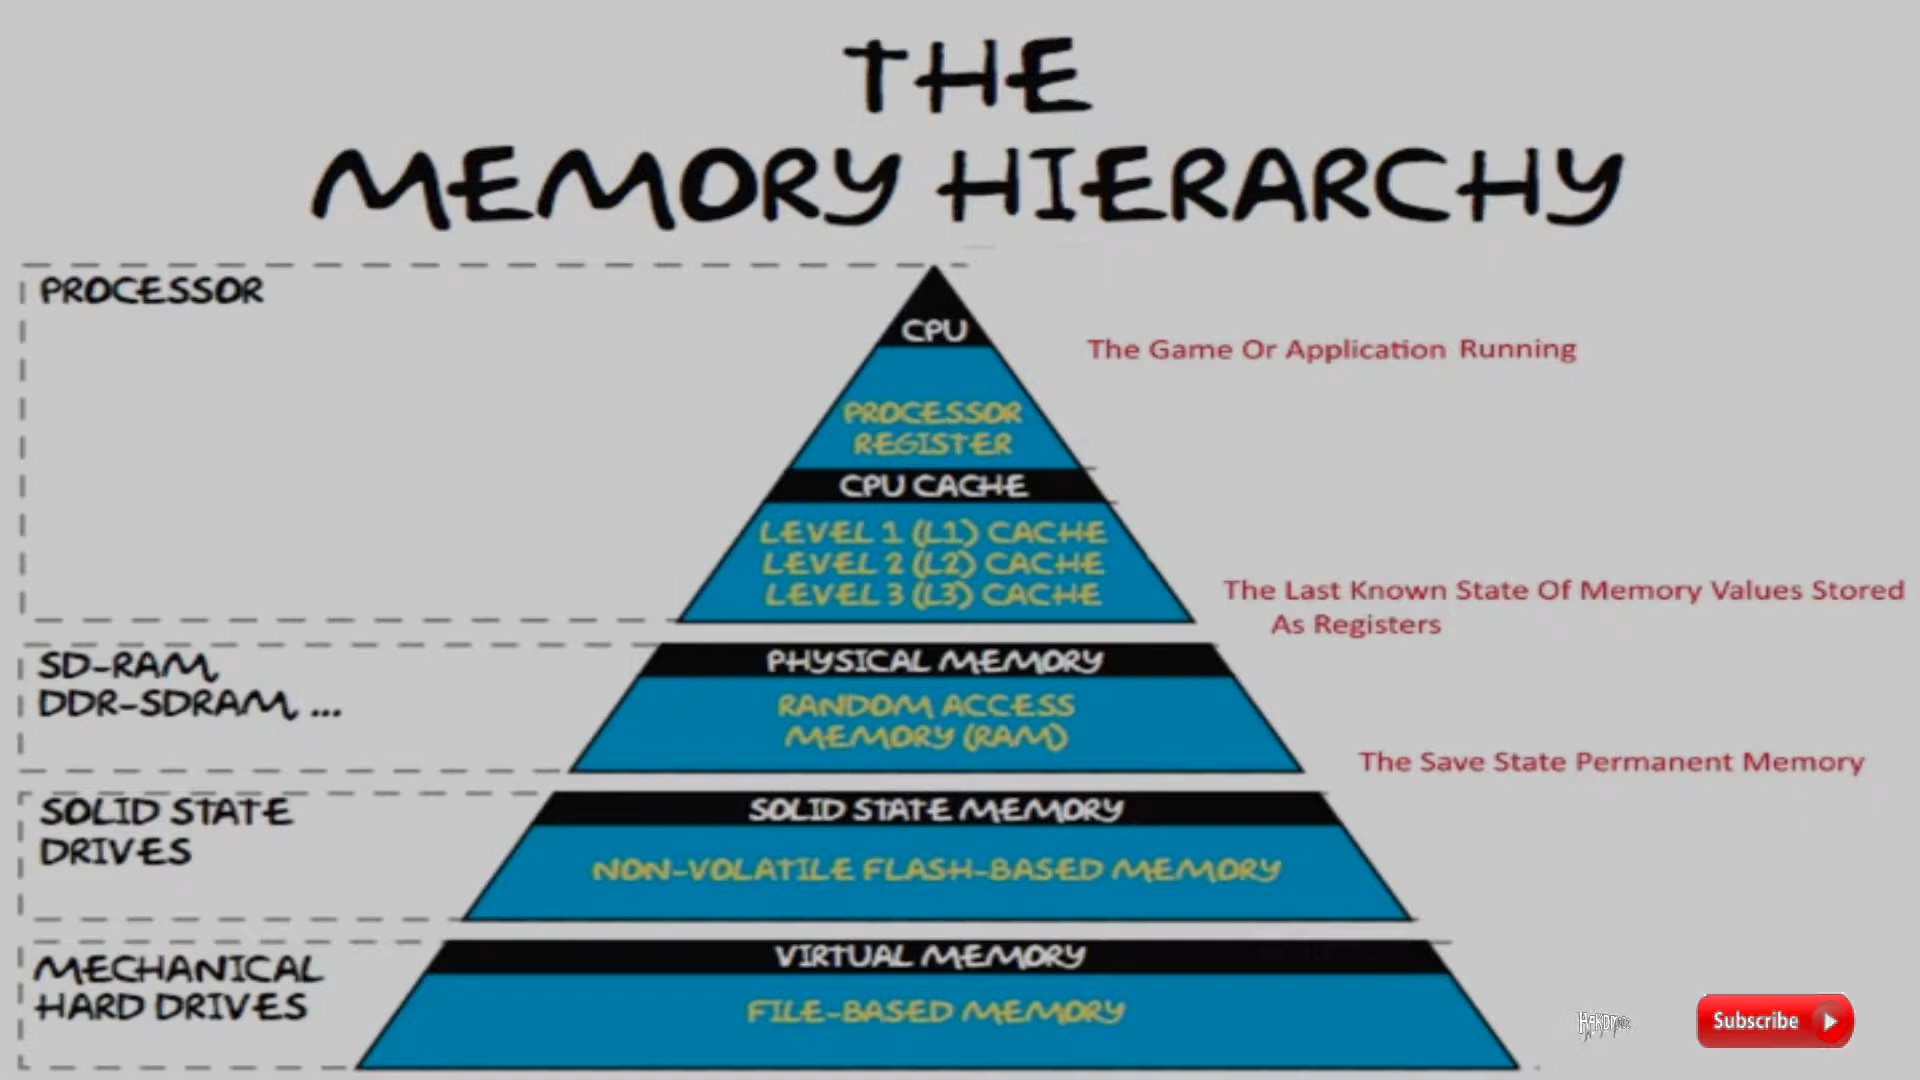 THE
MEMORY HIERARCHY
PROCESSOR
CPU
The Game Or Application Running
PROCESSOR
REGISTER
CPU CACHE
LEVEL 1 (L1) CACHE
LEVEL 2 (L2) CACHE
LEVEL 3 (L3) CACHE
The Last Known State Of Memory Values Stored
As Registers
SD-RAM,
DDR-SDRAM, ...
PHYSICAL MEMORY
RANDOM ACCESS
MEMORY (RAM)
The Save State Permanent Memory
SOLID STATE
DRIVES
SOLID STATE MEMORY
NON-VOLATILE FLASH-BASED MEMORY
MECHANICAL
HARD DRIVES
VIRTUAL MEMORY
FILE-BASED MEMORY
Subscribe